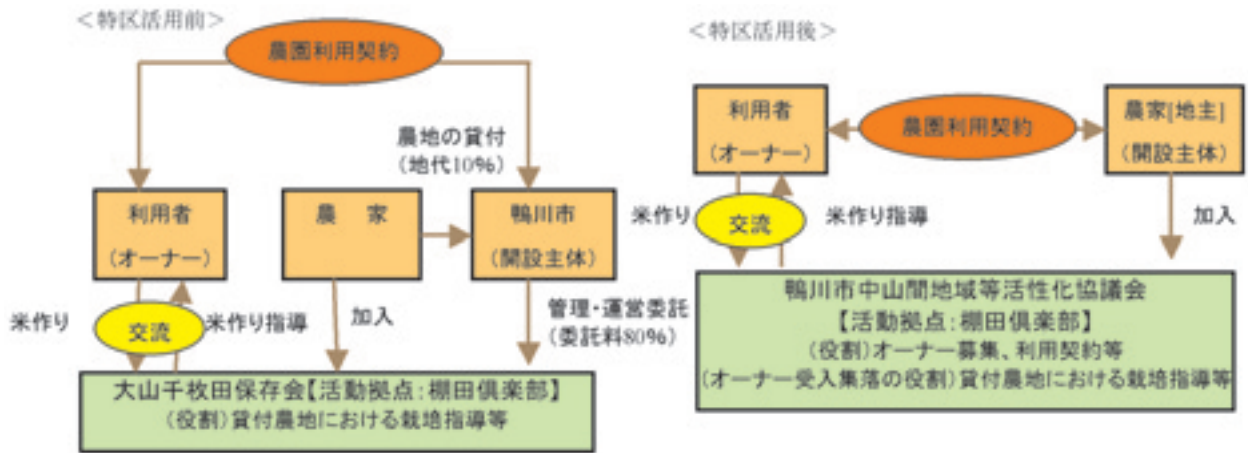 ＜特区活用前＞
農園利用契約
農地の貸付
(地代10%)
利用者
(オーナー)
農　家
鴨川市
(開設主体)
米作り
交流
米作り指導
加入
管理・運営委託
(委託料80%)
大山千枚田保存会【活動拠点:棚田倶楽部】
(役割)貸付農地における栽培指導等
＜特区活用後＞
利用者
(オーナー)
農園利用契約
農家[地主]
(開設主体)
米作り
交流
米作り指導
加入
鴨川市中山間地域等活性化協議会
【活動拠点:棚田倶楽部】
(役割)オーナー募集、利用契約等
(オーナー受入集落の役割)貸付農地における栽培指導等